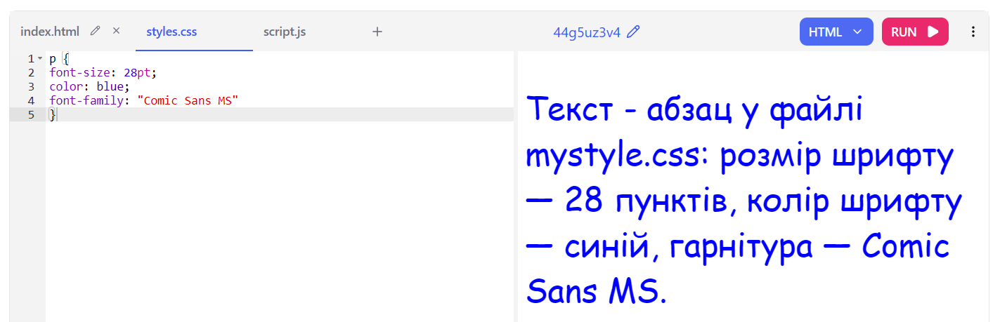 index.html
styles.css
script.js
+
44g5uz3v4
HTML
RUN
1 p {
2 font-size: 28pt;
3 color: blue;
4 font-family: "Comic Sans MS"
5 }
Текст - абзац у файлі
mystyle.css: розмір шрифту
— 28 пунктів, колір шрифту
— синій, гарнітура — Comic
Sans MS.